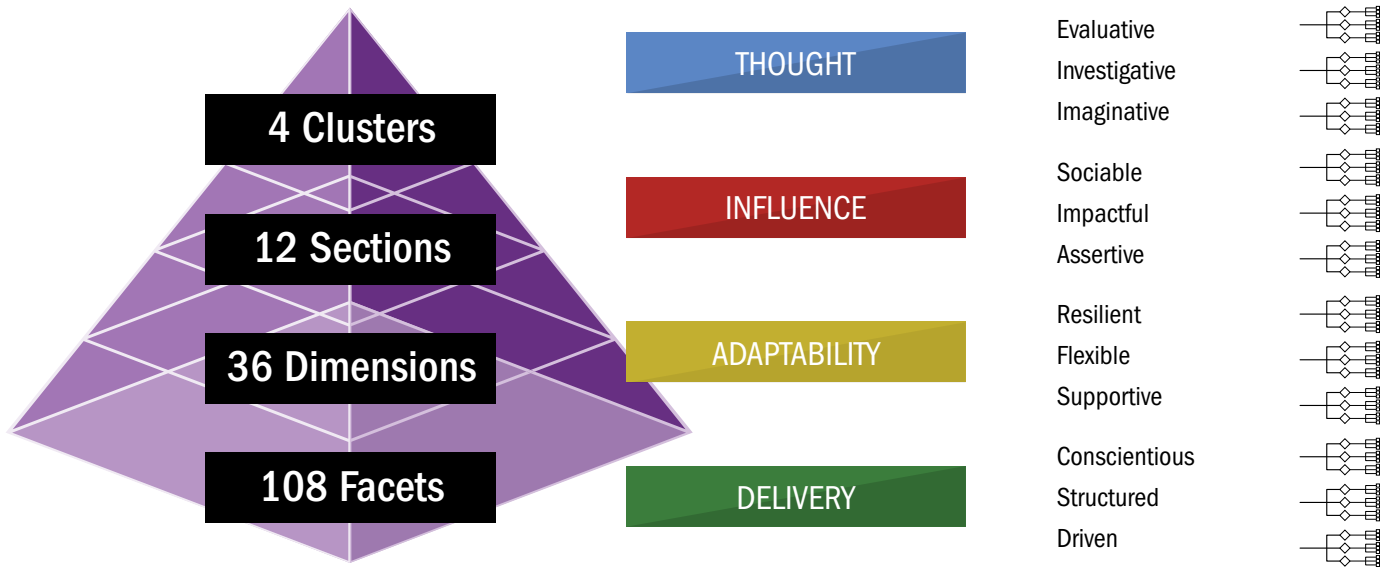 4 Clusters
12 Sections
36 Dimensions
108 Facets
THOUGHT
INFLUENCE
ADAPTABILITY
DELIVERY
Evaluative
Investigative
Imaginative
Sociable
Impactful
Assertive
Resilient
Flexible
Supportive
Conscientious
Structured
Driven